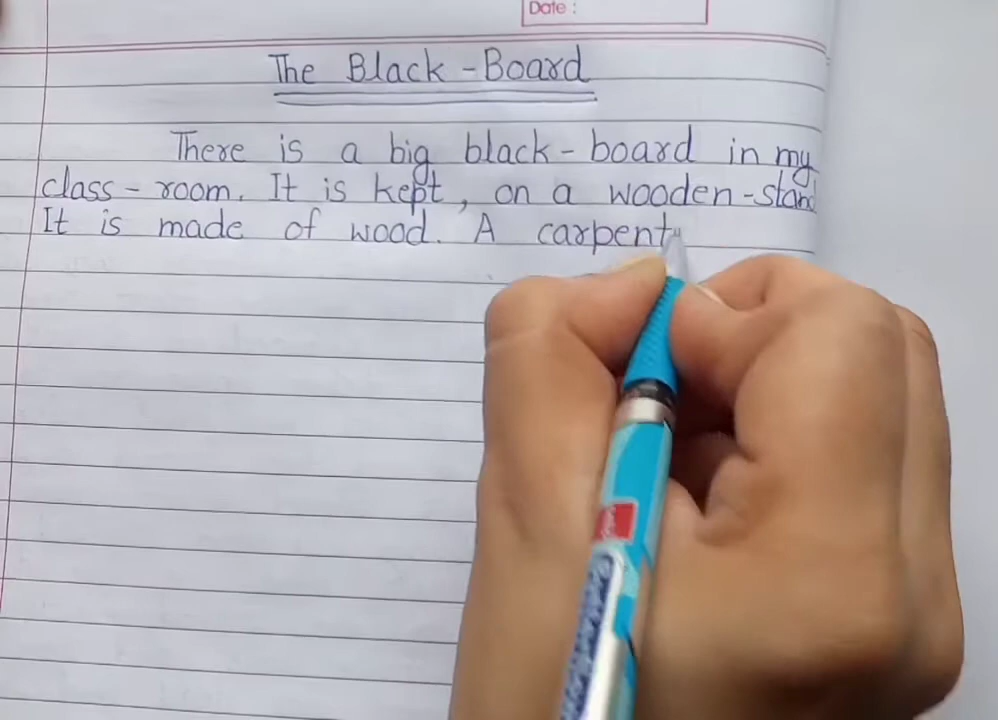 Date :
The Black - Board
There is a big black - board in my
class - room. It is kept, on a wooden - stand
It is made of wood. A carpent